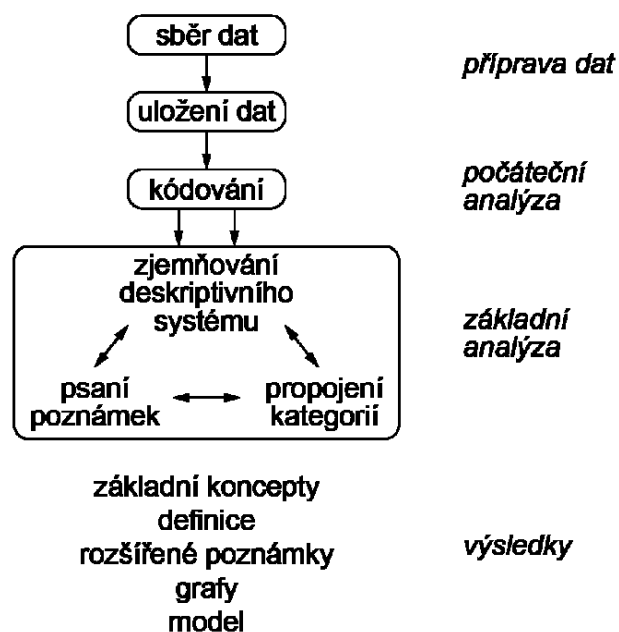 sběr dat
příprava dat
uložení dat
kódování
počáteční
analýza
zjemňování
deskriptivního
systému
základní
analýza
psaní
poznámek
propojení
kategorií
základní koncepty
definice
rozšířené poznámky
grafy
model
výsledky